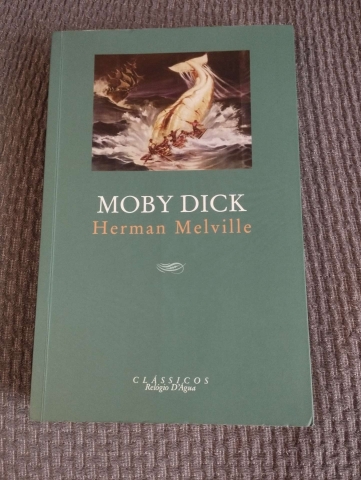 MOBY DICK
Herman Melville
CLÁSSICOS
Relógio D'Água